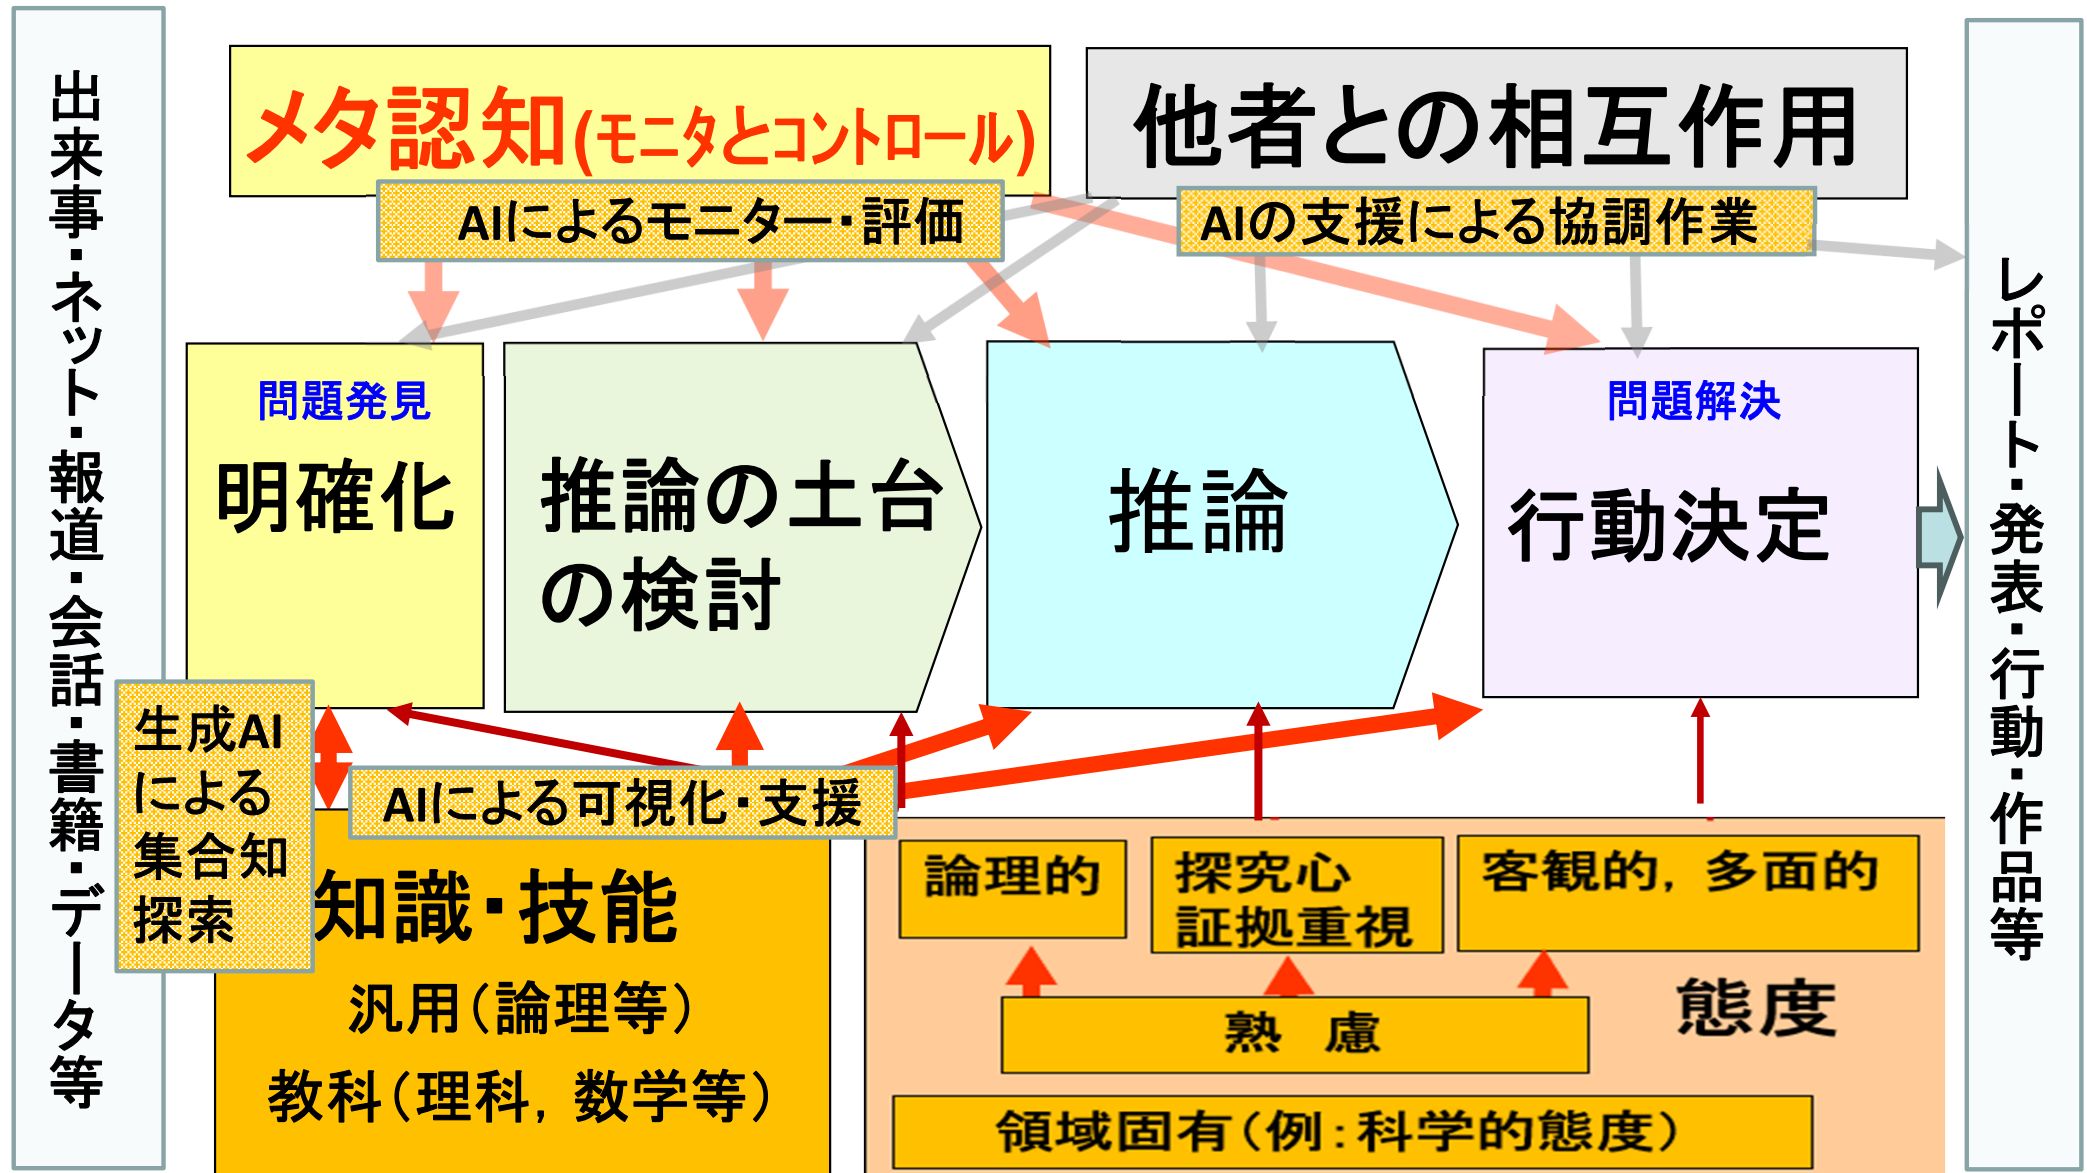 出来事・ネット・報道・会話・書籍・データ等
メタ認知(モニタとコントロール)
他者との相互作用
AIによるモニター・評価
AIの支援による協調作業
問題発見
明確化
推論の土台
の検討
推論
問題解決
行動決定
レポート・発表・行動・作品等
生成AI
による
集合知
探索
AIによる可視化・支援
知識・技能
汎用（論理等）
教科（理科，数学等）
論理的
探究心
証拠重視
客観的，多面的
熟　慮
態度
領域固有（例：科学的態度）